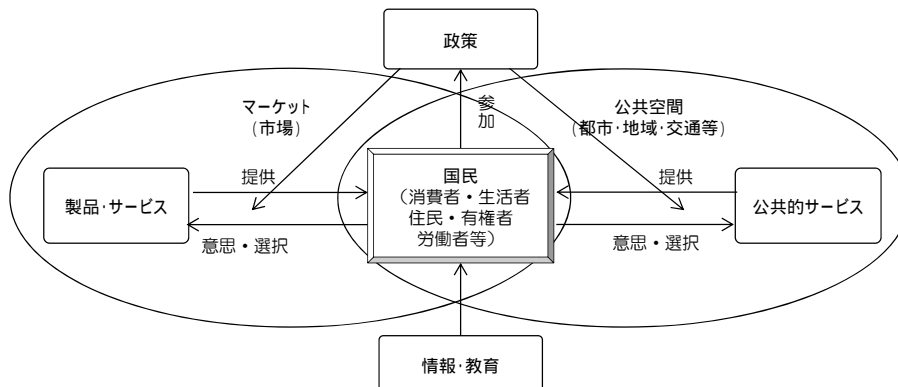 政策
マーケット
(市場)
参
加
公共空間
(都市･地域･交通等)
提供
国民
（消費者・生活者
住民・有権者
労働者等）
提供
製品･サービス
公共的サービス
意思・選択
意思・選択
情報･教育